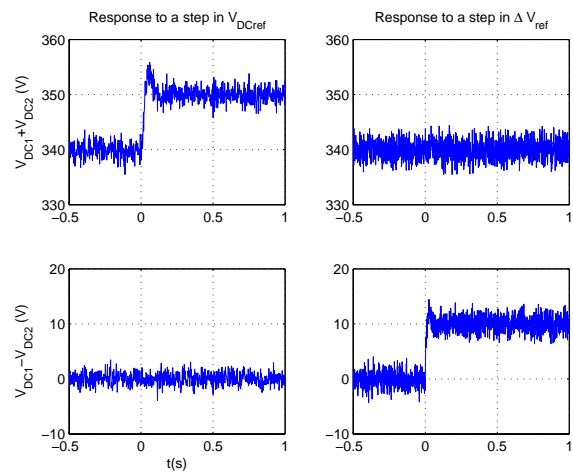 Response to a step in V_DCref
Response to a step in Δ V_ref
V_DC1+V_DC2 (V)
360
350
340
330
−0.5 0 0.5 1
360
350
340
330
−0.5 0 0.5 1
V_DC1−V_DC2 (V)
20
10
0
−10
−0.5 0 0.5 1
t(s)
20
10
0
−10
−0.5 0 0.5 1